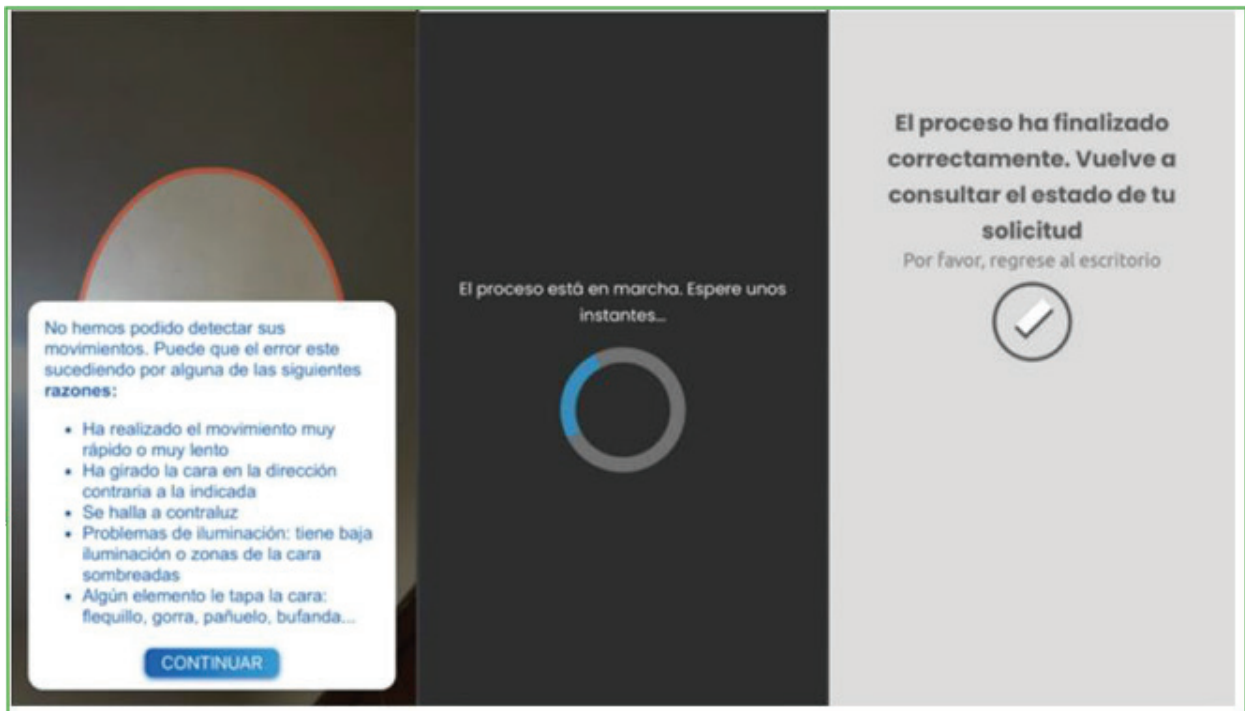 No hemos podido detectar sus
movimientos. Puede que el error este
sucediendo por alguna de las siguientes
razones:
• Ha realizado el movimiento muy
rápido o muy lento
• Ha girado la cara en la dirección
contraria a la indicada
• Se halla a contraluz
• Problemas de iluminación: tiene baja
iluminación o zonas de la cara
sombreadas
• Algún elemento le tapa la cara:
flequillo, gorra, pañuelo, bufanda...
CONTINUAR
El proceso está en marcha. Espere unos
instantes...
El proceso ha finalizado
correctamente. Vuelve a
consultar el estado de tu
solicitud
Por favor, regrese al escritorio